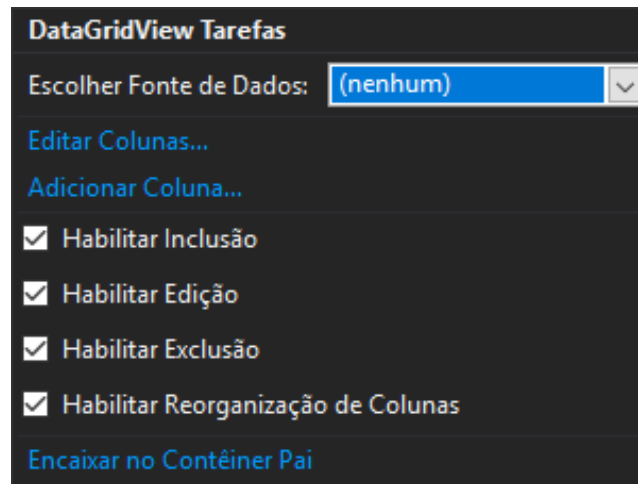 DataGridView Tarefas
Escolher Fonte de Dados: (nenhum)
Editar Colunas...
Adicionar Coluna...
Habilitar Inclusão
Habilitar Edição
Habilitar Exclusão
Habilitar Reorganização de Colunas
Encaixar no Contêiner Pai